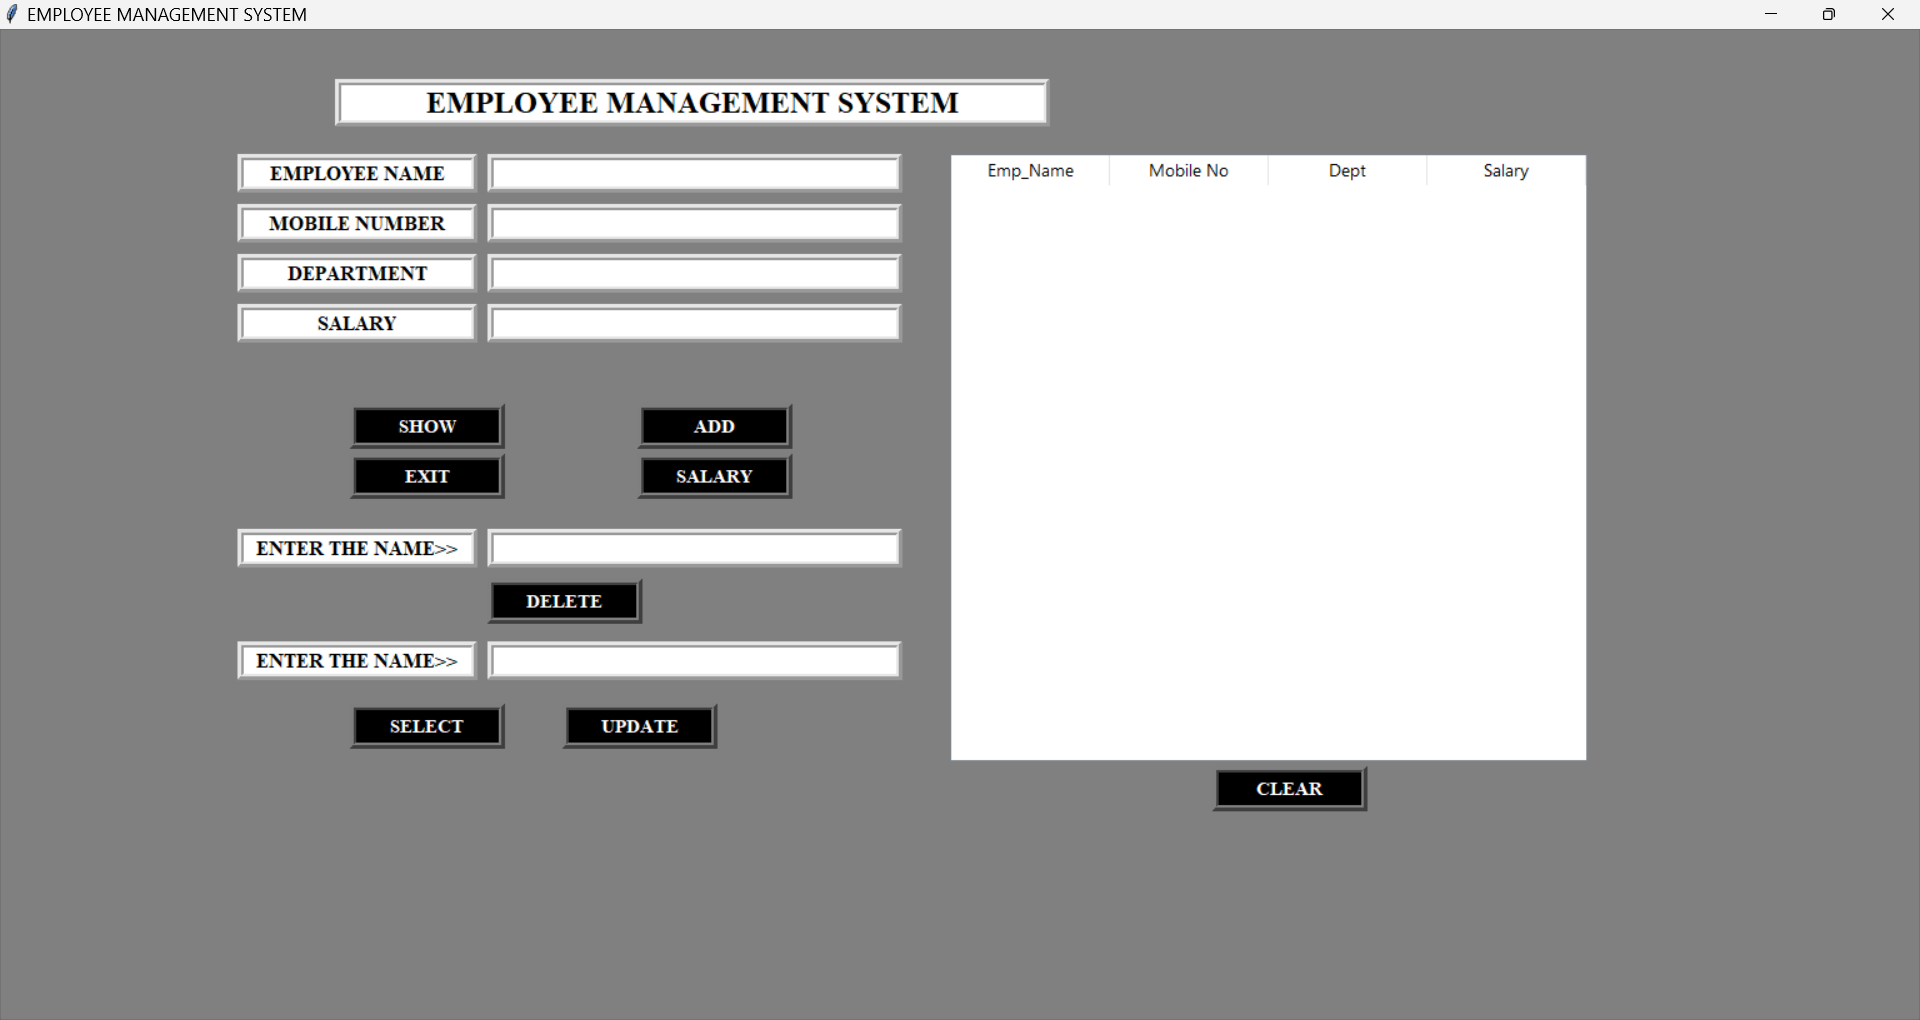 EMPLOYEE MANAGEMENT SYSTEM
EMPLOYEE MANAGEMENT SYSTEM
EMPLOYEE NAME
MOBILE NUMBER
DEPARTMENT
SALARY
SHOW ADD
EXIT SALARY
ENTER THE NAME>>
DELETE
ENTER THE NAME>>
SELECT UPDATE
Emp_Name Mobile No Dept Salary
CLEAR